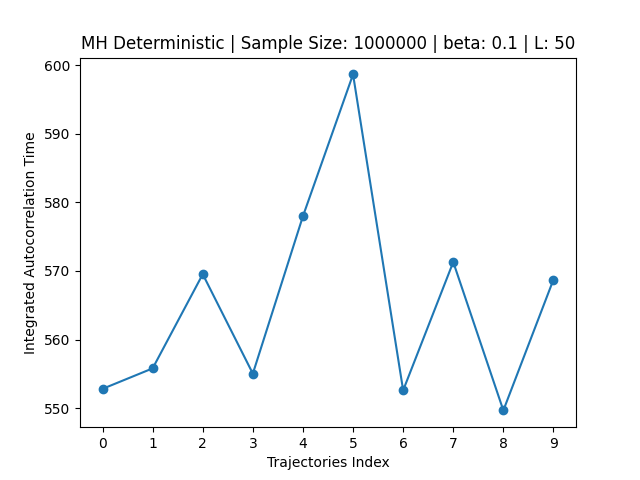 MH Deterministic | Sample Size: 1000000 | beta: 0.1 | L: 50
600
590
580
570
560
550
Integrated Autocorrelation Time
0 1 2 3 4 5 6 7 8 9
Trajectories Index